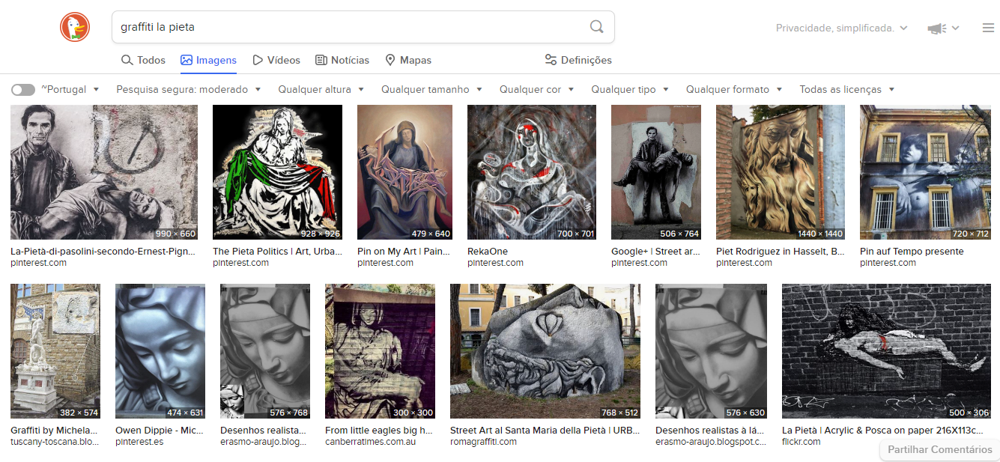 graffiti la pieta
Privacidade, simplificada.
Todos
Imagens
Vídeos
Notícias
Mapas
Definições
~Portugal
Pesquisa segura: moderado
Qualquer altura
Qualquer tamanho
Qualquer cor
Qualquer tipo
Qualquer formato
Todas as licenças
990 × 660
928 × 926
479 × 640
700 × 701
506 × 764
1440 × 1440
720 × 712
La-Pietà-di-pasolini-secondo-Ernest-Pign...
pinterest.com
The Pieta Politics | Art, Urba...
pinterest.com
Pin on My Art | Pain...
pinterest.com
RekaOne
pinterest.com
Google+ | Street ar...
pinterest.com
Piet Rodriguez in Hasselt, B...
pinterest.com
Pin auf Tempo presente
pinterest.com
382 × 574
474 × 631
576 × 768
300 × 300
768 × 512
576 × 630
500 × 306
Graffiti by Michela...
tuscany-toscana.blo...
Owen Dippie - Mic...
pinterest.es
Desenhos realista...
erasmo-araujo.blog...
From little eagles big h...
canberratimes.com.au
Street Art al Santa Maria della Pietà | URB...
romagraffiti.com
Desenhos realistas à lá...
erasmo-araujo.blogspot.c...
La Pietà | Acrylic & Posca on paper 216X113c...
flickr.com
Partilhar Comentários